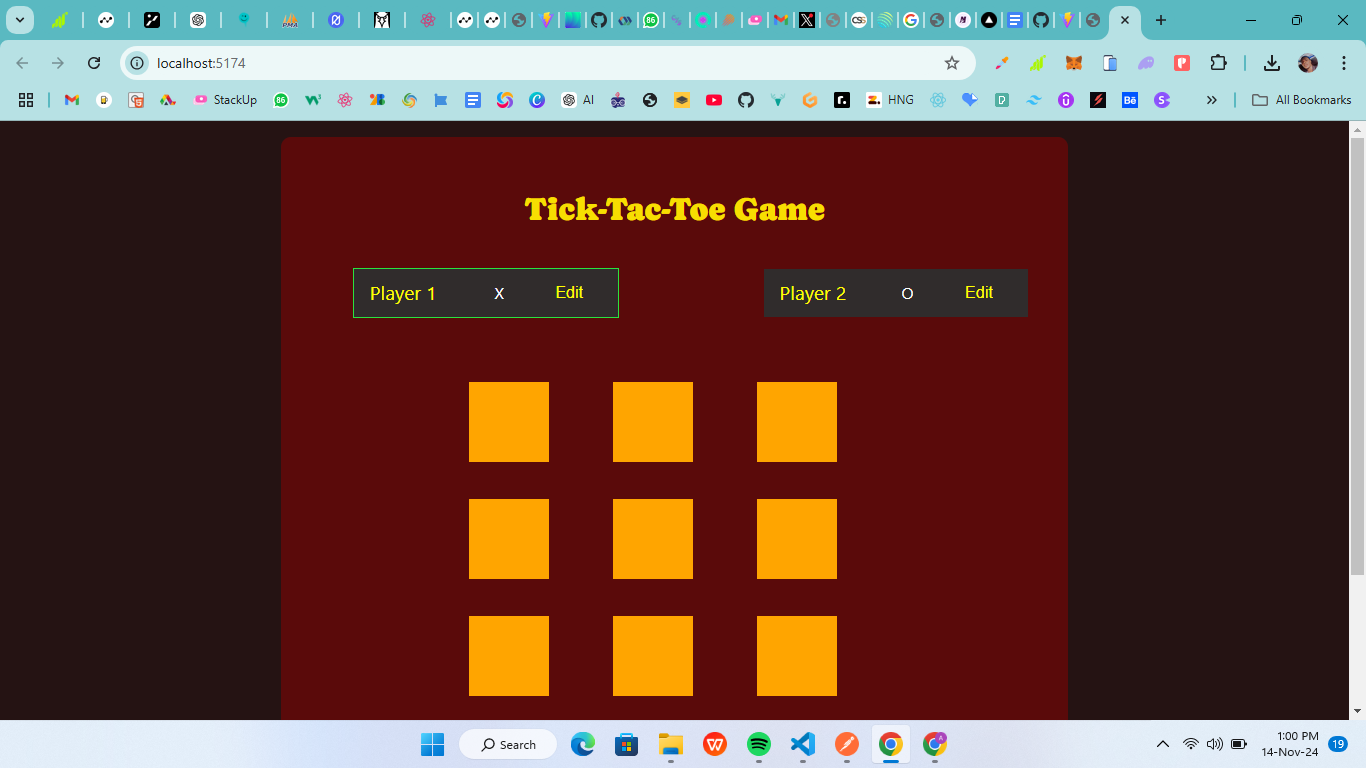 localhost:5174
StackUp
AI
HNG
All Bookmarks
Tick-Tac-Toe Game
Player 1 X Edit
Player 2 O Edit
Search
1:00 PM
14-Nov-24
19